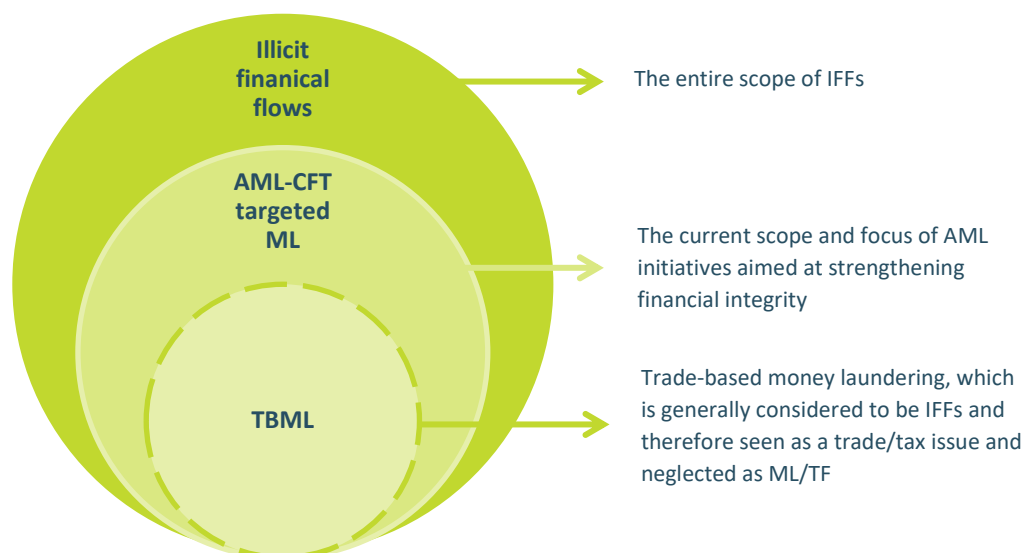 Illicit
finanical
flows
The entire scope of IFFs
AML-CFT
targeted
ML
The current scope and focus of AML
initiatives aimed at strengthening
financial integrity
TBML
Trade-based money laundering, which
is generally considered to be IFFs and
therefore seen as a trade/tax issue and
neglected as ML/TF